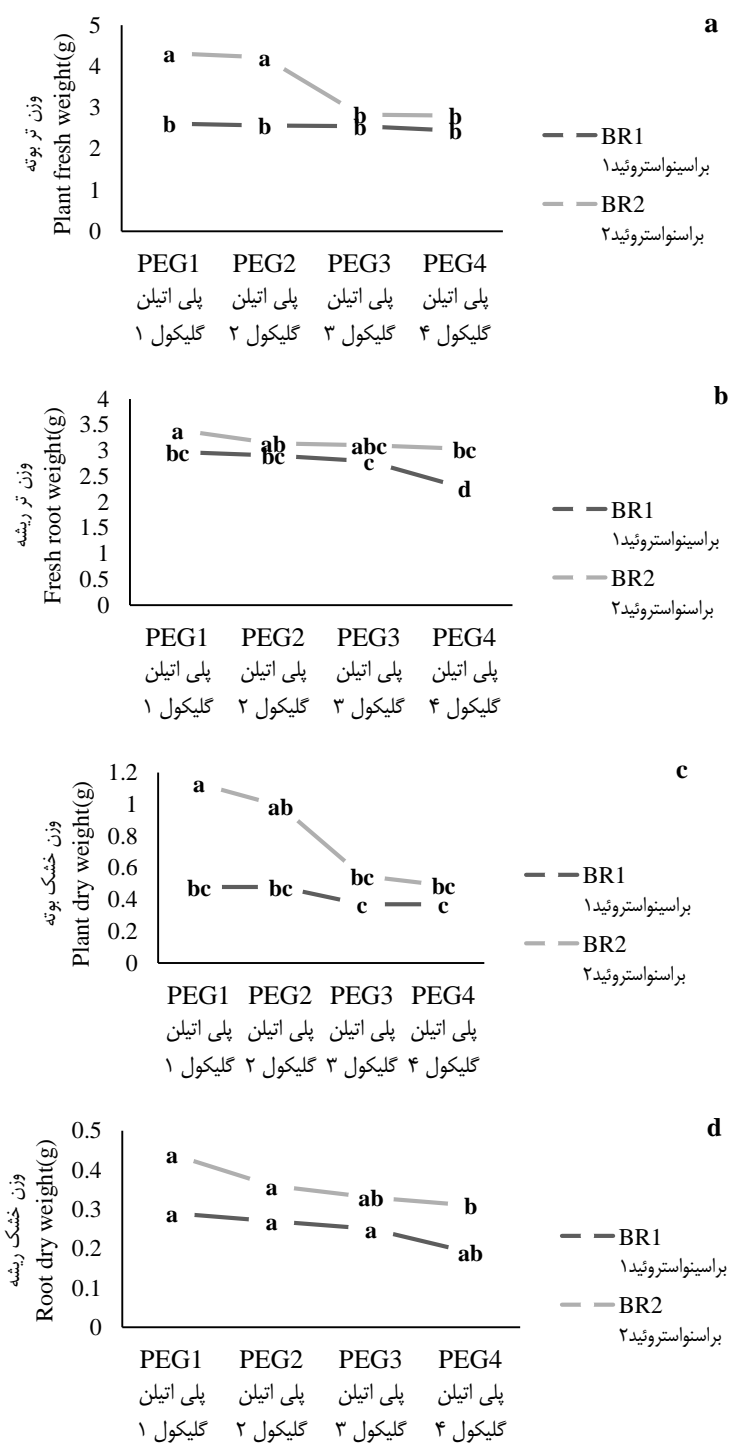 a
5
4
3
2
1
0
وزن تر بوته
Plant fresh weight(g)
a a b b
b b b b
PEG1 PEG2 PEG3 PEG4
پلی اتیلن پلی اتیلن پلی اتیلن پلی اتیلن
گلیکول ۱ گلیکول ۲ گلیکول ۳ گلیکول ۴
BR1
براسینواستروئید۱
BR2
براسنواستروئید۲
b
4
3.5
3
2.5
2
1.5
1
0.5
0
وزن تر ریشه
Fresh root weight(g)
a ab abc bc
bc bc c d
PEG1 PEG2 PEG3 PEG4
پلی اتیلن پلی اتیلن پلی اتیلن پلی اتیلن
گلیکول ۱ گلیکول ۲ گلیکول ۳ گلیکول ۴
BR1
براسینواستروئید۱
BR2
براسنواستروئید۲
c
1.2
1
0.8
0.6
0.4
0.2
0
وزن خشک بوته
Plant dry weight(g)
a ab bc bc
bc bc c c
PEG1 PEG2 PEG3 PEG4
پلی اتیلن پلی اتیلن پلی اتیلن پلی اتیلن
گلیکول ۱ گلیکول ۲ گلیکول ۳ گلیکول ۴
BR1
براسینواستروئید۱
BR2
براسنواستروئید۲
d
0.5
0.4
0.3
0.2
0.1
0
وزن خشک ریشه
Root dry weight(g)
a a ab b
a a a ab
PEG1 PEG2 PEG3 PEG4
پلی اتیلن پلی اتیلن پلی اتیلن پلی اتیلن
گلیکول ۱ گلیکول ۲ گلیکول ۳ گلیکول ۴
BR1
براسینواستروئید۱
BR2
براسنواستروئید۲